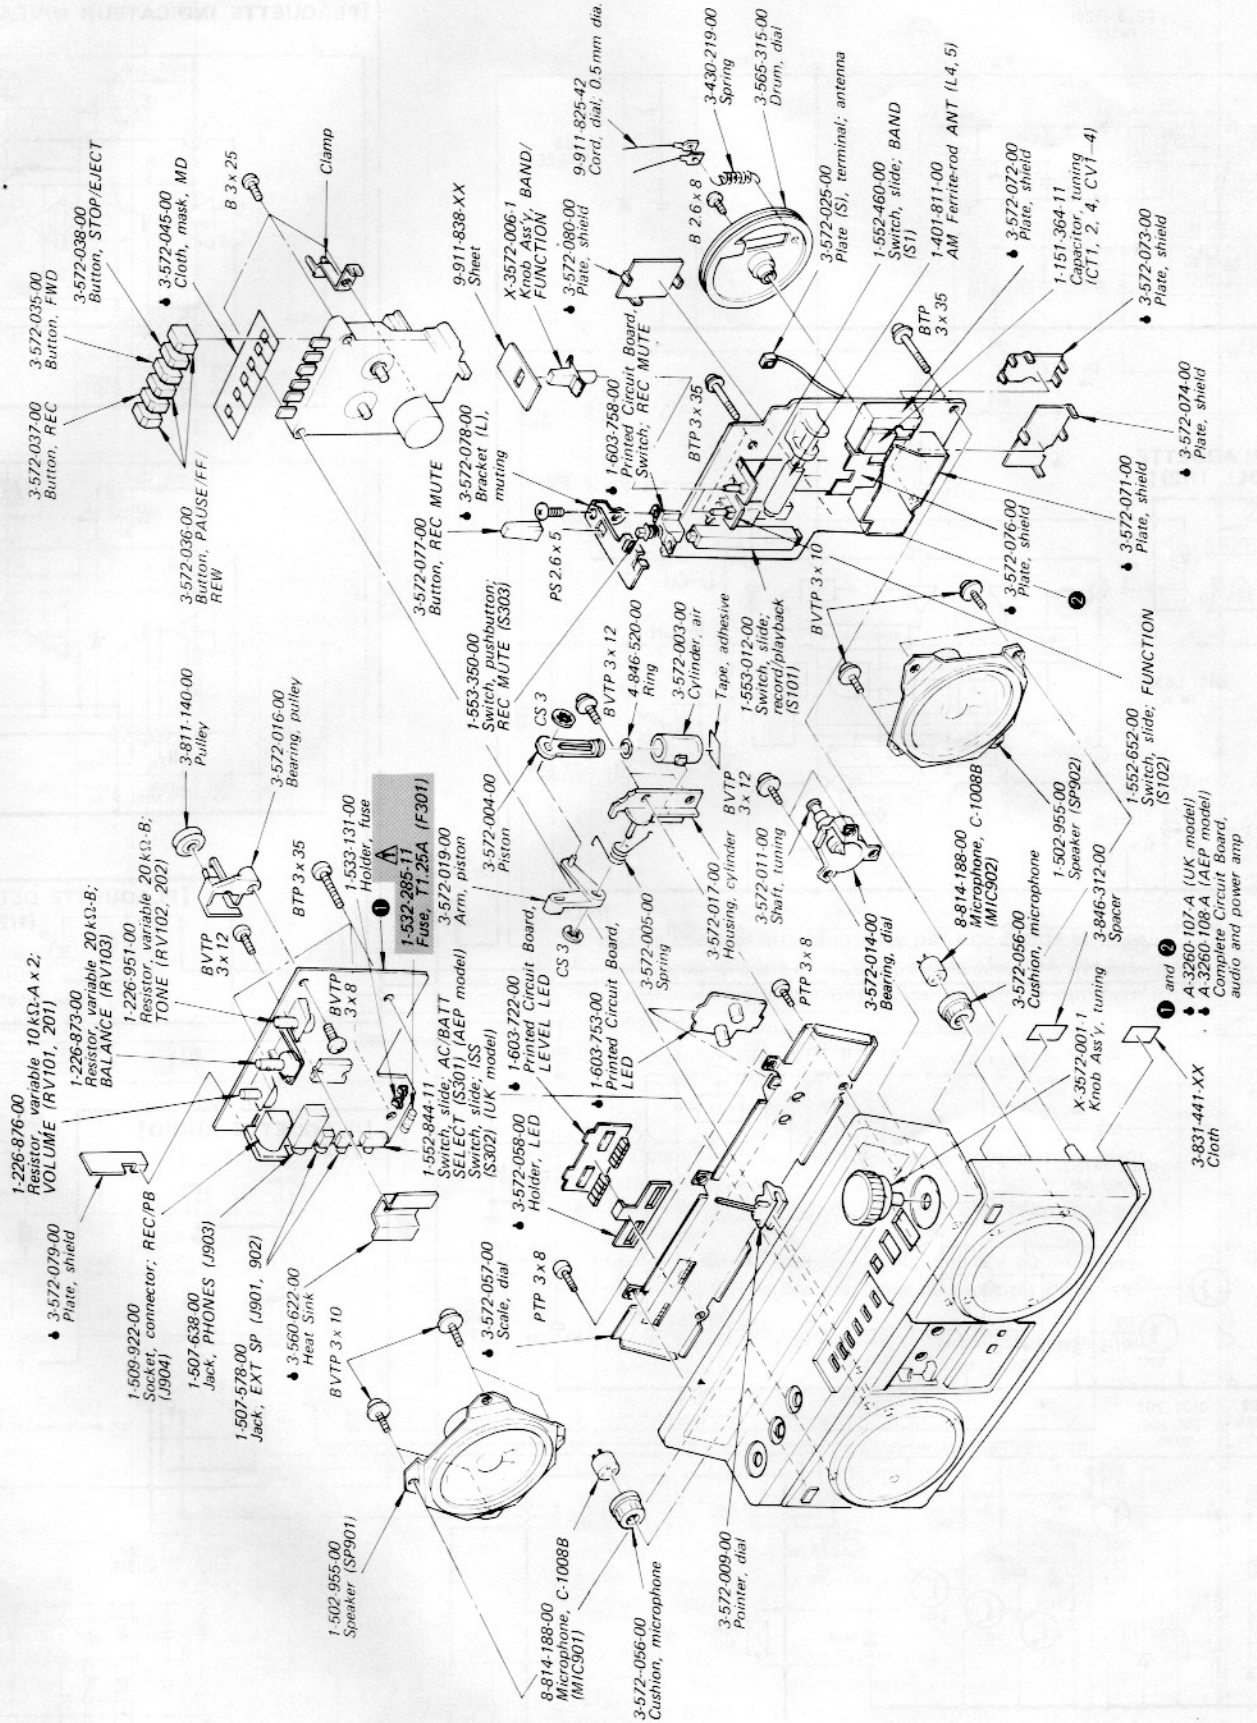 1-226-876-00
Resistor, variable 10kΩ-A x 2;
VOLUME (RV101, 201)
1-226-873-00
Resistor, variable 20kΩ-B;
BALANCE (RV103)
1-226-951-00
Resistor, variable 20kΩ-B;
TONE (RV102, 202)
3-572-079-00
Plate, shield
1-509-922-00
Socket, connector; REC/PB
(J904)
1-507-638-00
Jack, PHONES (J903)
1-507-578-00
Jack, EXT SP (J901, 902)
3-560-622-00
Heat Sink
BVTP 3 x 10
1-502-955-00
Speaker (SP901)
8-814-188-00
Microphone, C-1008B
(MIC901)
3-572-056-00
Cushion, microphone
3-572-009-00
Pointer, dial
3-811-140-00
Pulley
3-572-016-00
Bearing, pulley
BVTP
3 x 12
BTP 3 x 35
BVTP
3 x 8
1-533-131-00
Holder, fuse
❶
1-532-285-11
Fuse, T1.25A (F301)
1-552-844-11
Switch, slide; AC/BATT
SELECT (S301) (AEP model)
Switch, slide; ISS
(S302) (UK model)
3-572-019-00
Arm, piston
3-572-004-00
Piston
CS 3
CS 3
1-603-722-00
Printed Circuit Board,
LEVEL LED
1-603-753-00
Printed Circuit Board,
LED
3-572-058-00
Holder, LED
3-572-057-00
Scale, dial
PTP 3 x 8
3-572-005-00
Spring
3-572-017-00
Housing, cylinder
PTP 3 x 8
3-572-037-00
Button, REC
3-572-035-00
Button, FWD
3-572-038-00
Button, STOP/EJECT
3-572-045-00
Cloth, mask, MD
B 3 x 25
Clamp
3-572-036-00
Button, PAUSE/FF/
REW
3-572-077-00
Button, REC MUTE
3-572-078-00
Bracket (L),
muting
PS 2.6 x 5
1-553-350-00
Switch, pushbutton;
REC MUTE (S303)
BVTP 3 x 12
4-846-520-00
Ring
3-572-003-00
Cylinder, air
Tape, adhesive
BVTP
3 x 12
3-572-011-00
Shaft, tuning
3-572-014-00
Bearing, dial
1-553-012-00
Switch, slide;
record/playback
(S101)
BVTP 3 x 10
9-911-838-XX
Sheet
X-3572-006-1
Knob Ass'y, BAND/
FUNCTION
3-572-080-00
Plate, shield
1-603-758-00
Printed Circuit Board,
Switch; REC MUTE
BTP 3 x 35
9-911-825-42
Cord, dial; 0.5mm dia.
B 2.6 x 8
3-430-219-00
Spring
3-565-315-00
Drum, dial
3-572-025-00
Plate (S), terminal; antenna
1-552-460-00
Switch, slide; BAND
(S1)
1-401-811-00
AM Ferrite-rod ANT (L4, 5)
BTP
3 x 35
3-572-072-00
Plate, shield
1-151-364-11
Capacitor, tuning
(CT1, 2, 4, CV1–4)
3-572-073-00
Plate, shield
3-572-074-00
Plate, shield
3-572-071-00
Plate, shield
3-572-076-00
Plate, shield
❷
1-552-652-00
Switch, slide; FUNCTION
(S102)
1-502-955-00
Speaker (SP902)
8-814-188-00
Microphone, C-1008B
(MIC902)
3-572-056-00
Cushion, microphone
3-846-312-00
Spacer
X-3572-001-1
Knob Ass'y, tuning
3-831-441-XX
Cloth
❶ and ❷
A-3260-107-A (UK model)
A-3260-108-A (AEP model)
Complete Circuit Board,
audio and power amp